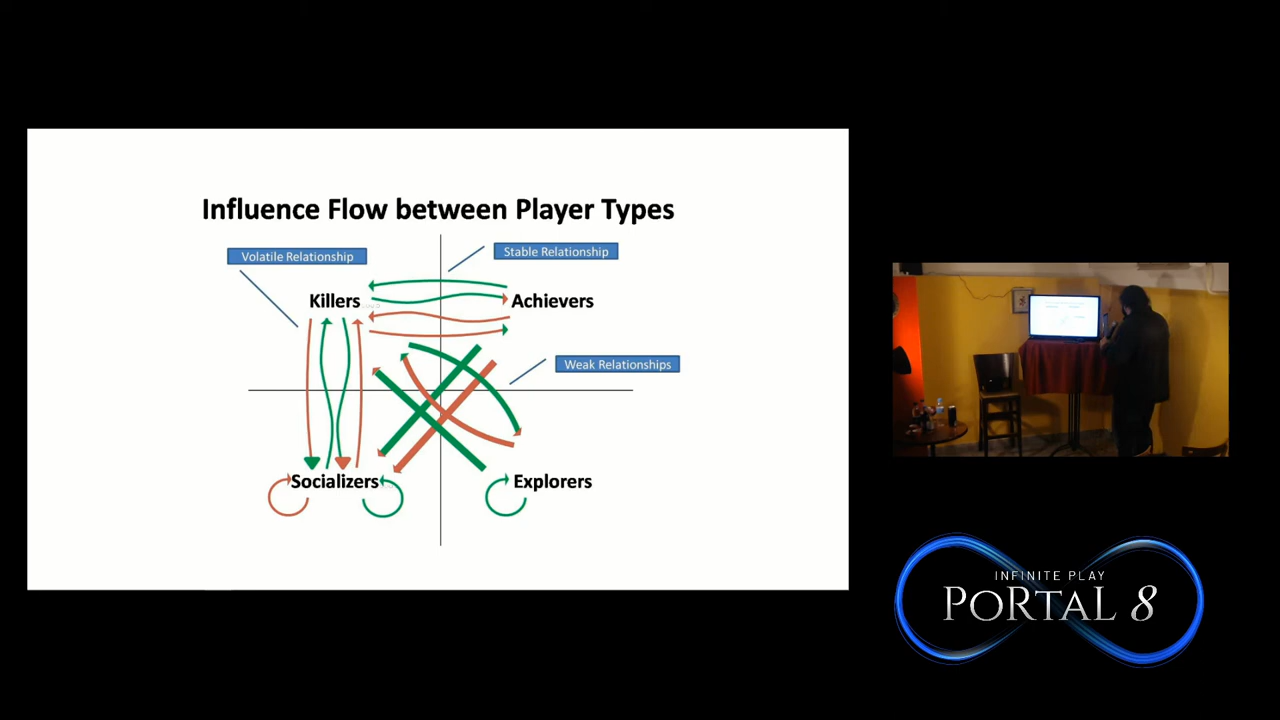 Influence Flow between Player Types
Volatile Relationship
Stable Relationship
Killers
Achievers
Weak Relationships
Socializers
Explorers
INFINITE PLAY
PORTAL 8